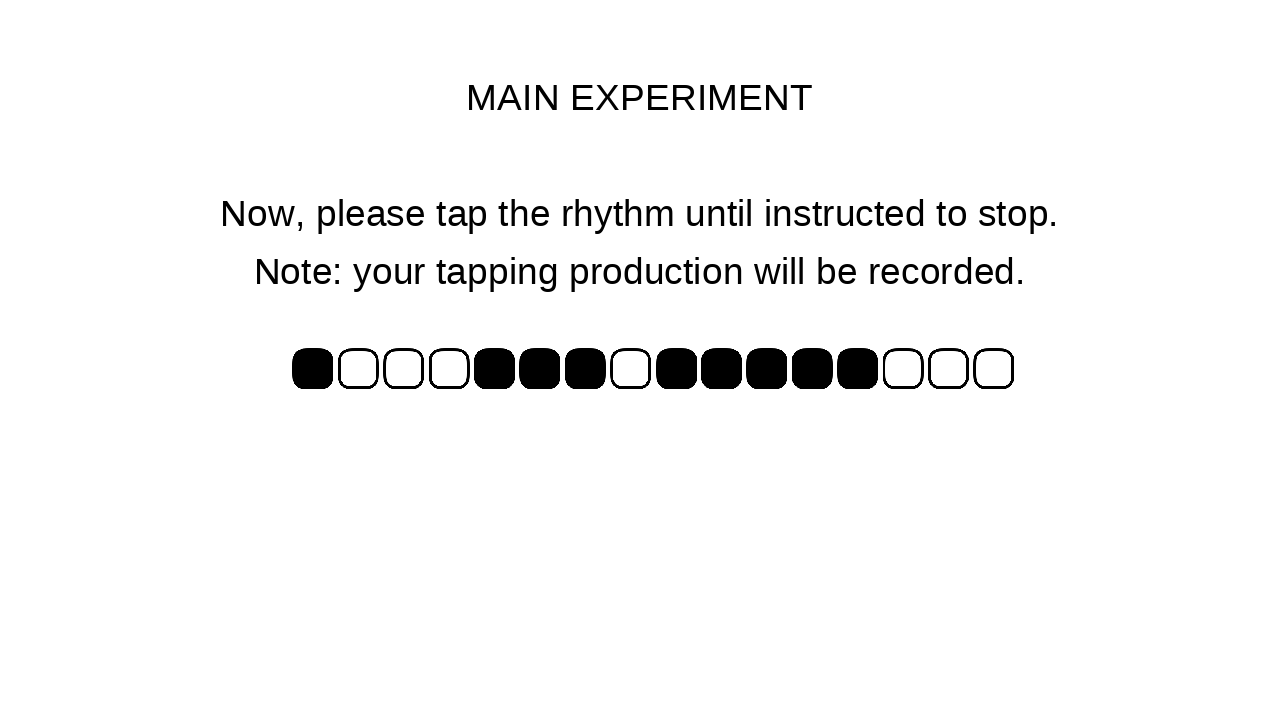 MAIN EXPERIMENT
Now, please tap the rhythm until instructed to stop.
Note: your tapping production will be recorded.